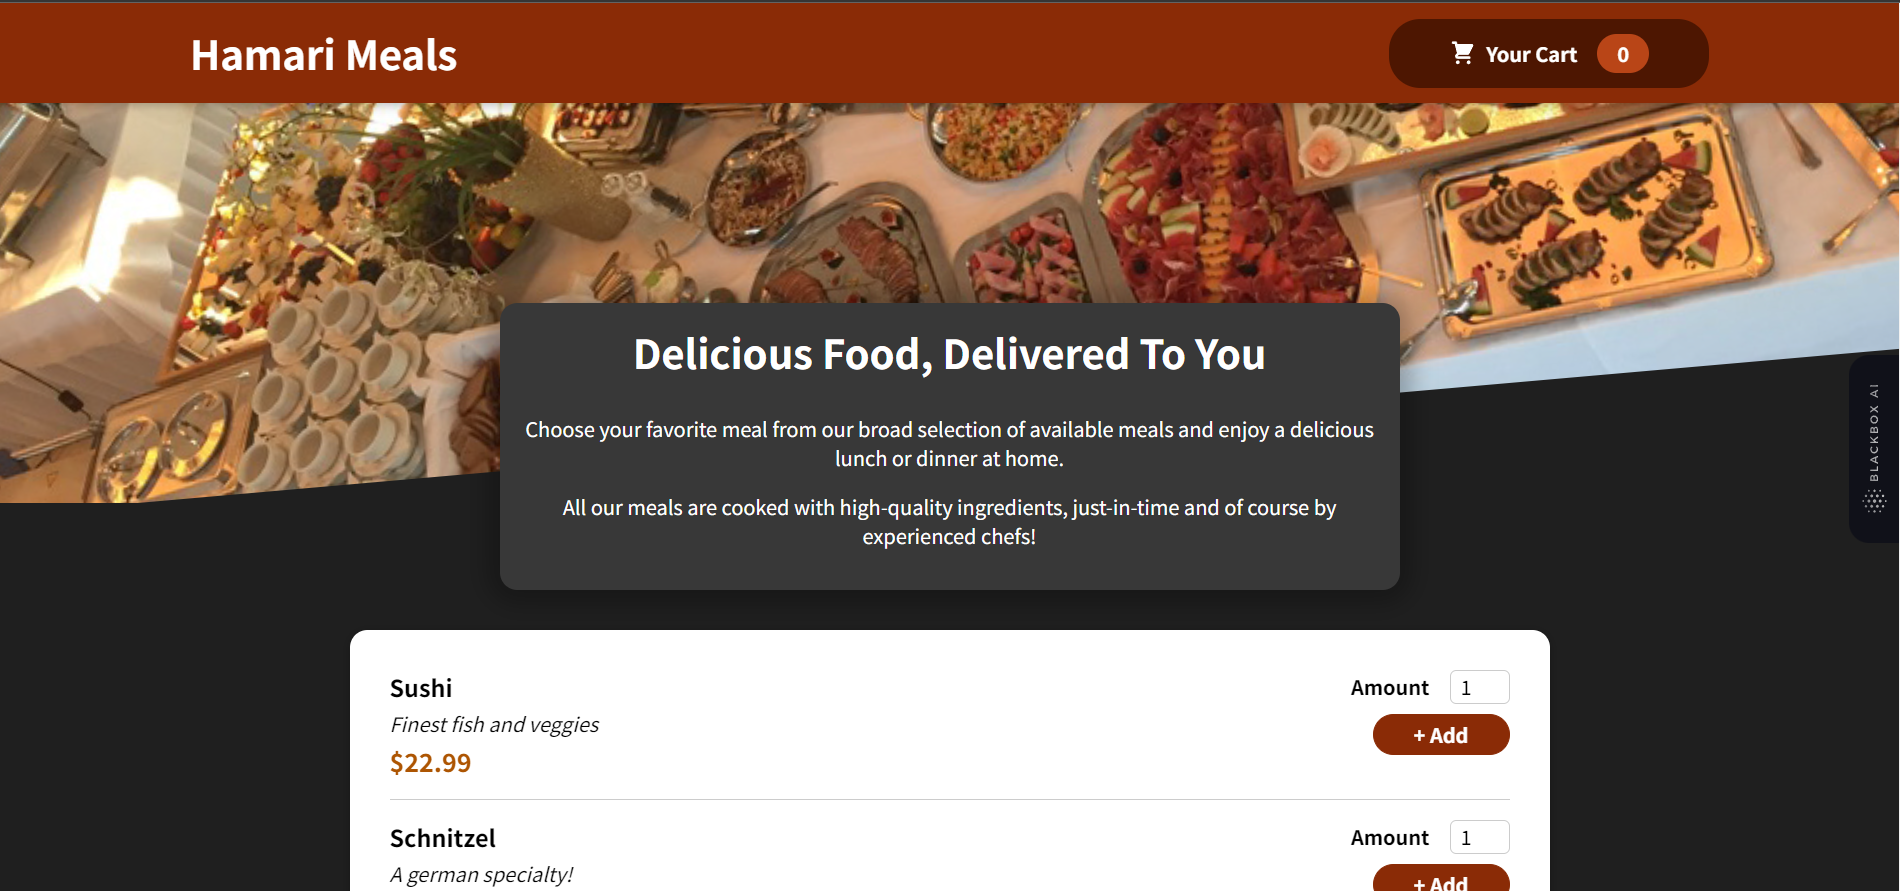 Hamari Meals
Your Cart 0
Delicious Food, Delivered To You
Choose your favorite meal from our broad selection of available meals and enjoy a delicious
lunch or dinner at home.
All our meals are cooked with high-quality ingredients, just-in-time and of course by
experienced chefs!
BLACKBOX AI
Sushi
Amount 1
Finest fish and veggies
+ Add
$22.99
Schnitzel
Amount 1
A german specialty!
+ Add